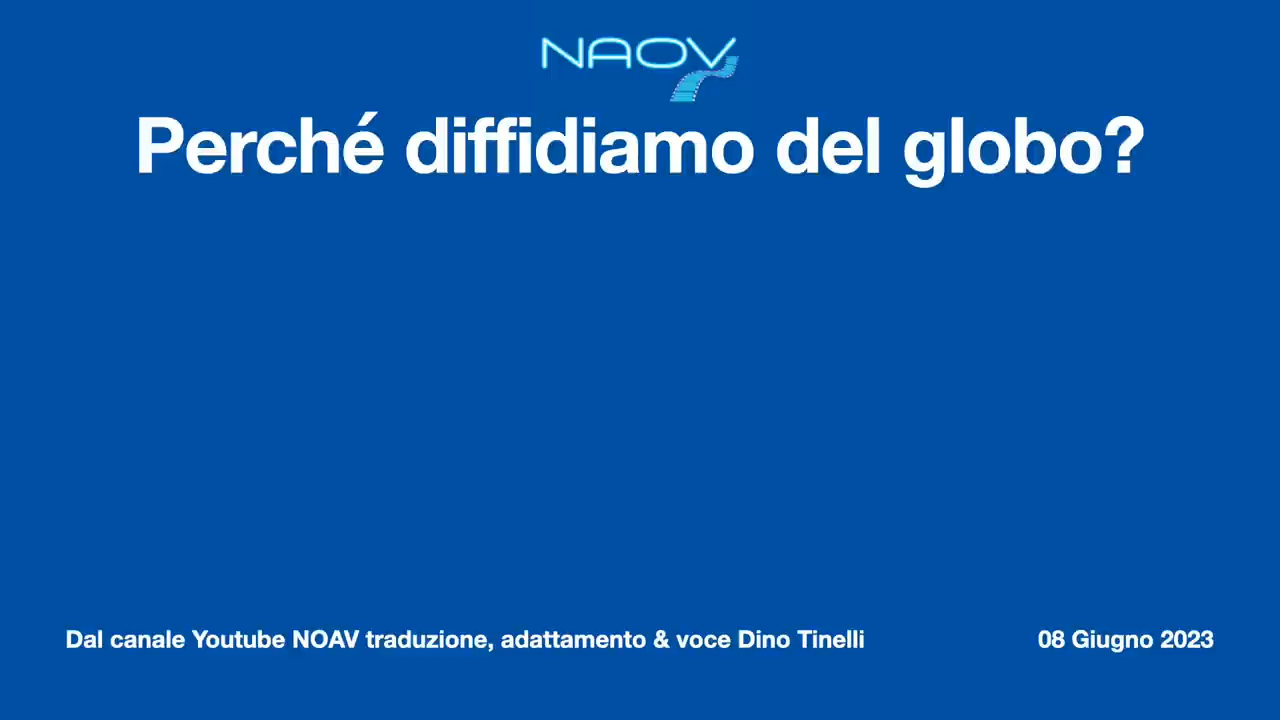 NAOV
Perché diffidiamo del globo?
Dal canale Youtube NOAV traduzione, adattamento & voce Dino Tinelli
08 Giugno 2023